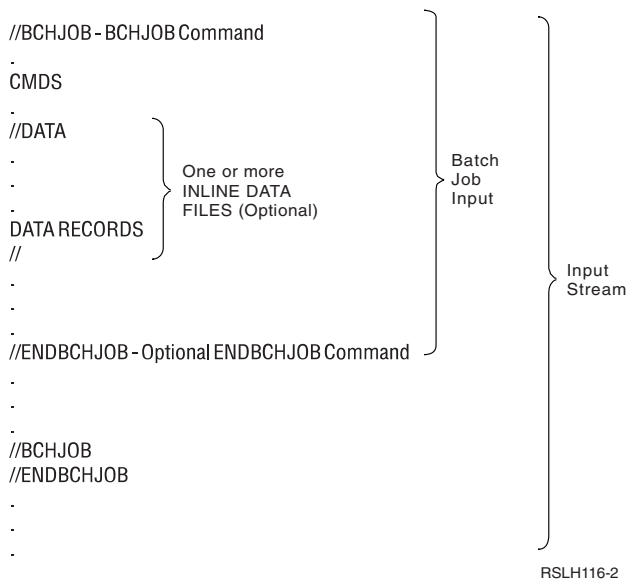 //BCHJOB - BCHJOB Command
.
CMDS
.
//DATA
.
.
.
DATA RECORDS
//
.
.
.
//ENDBCHJOB - Optional ENDBCHJOB Command
.
.
.
//BCHJOB
//ENDBCHJOB
.
.
.
One or more
INLINE DATA
FILES (Optional)
Batch
Job
Input
Input
Stream
RSLH116-2